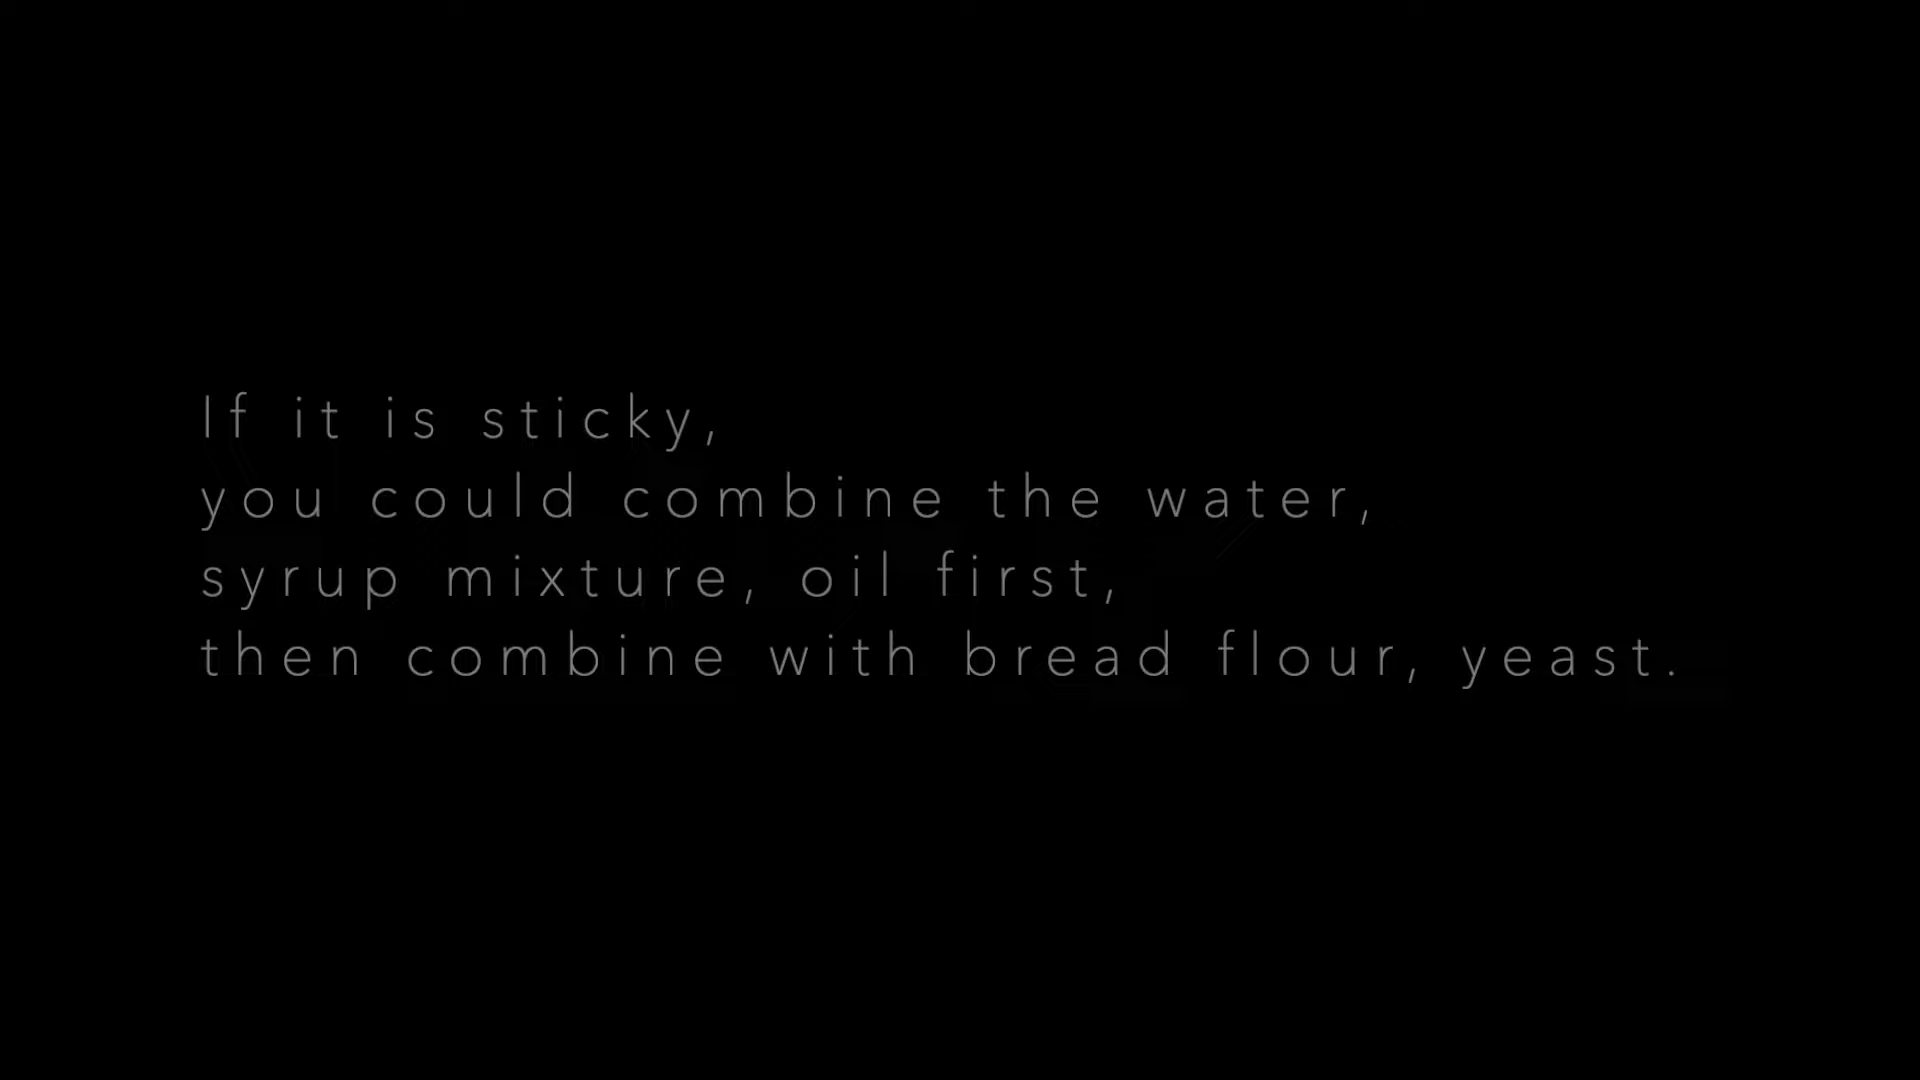 If it is sticky,
you could combine the water,
syrup mixture, oil first,
then combine with bread flour, yeast.